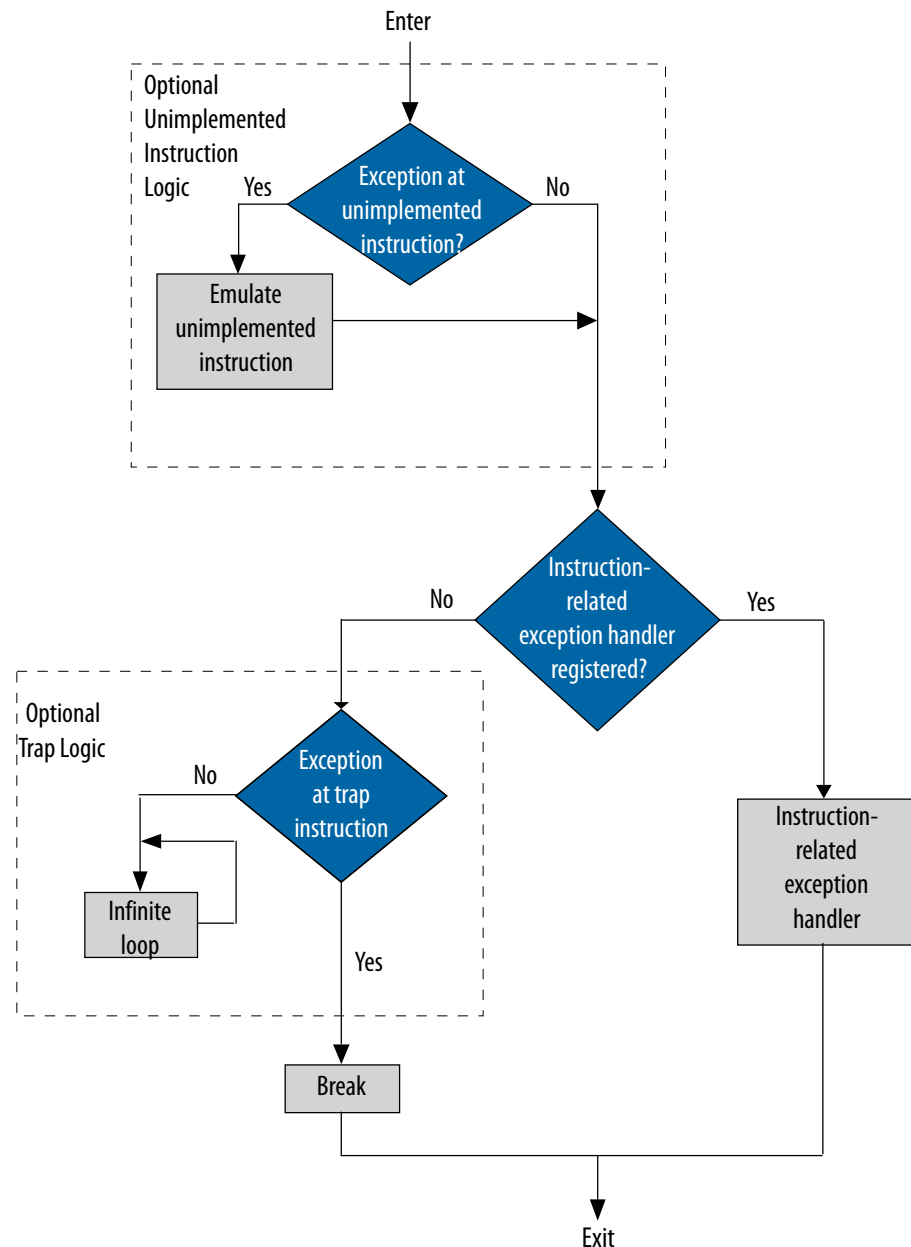 Enter
Optional
Unimplemented
Instruction
Logic
Yes
Exception at
unimplemented
instruction?
No
Emulate
unimplemented
instruction
Instruction-
related
exception handler
registered?
No
Yes
Optional
Trap Logic
Exception
at trap
instruction
No
Instruction-
related
exception
handler
Infinite
loop
Yes
Break
Exit